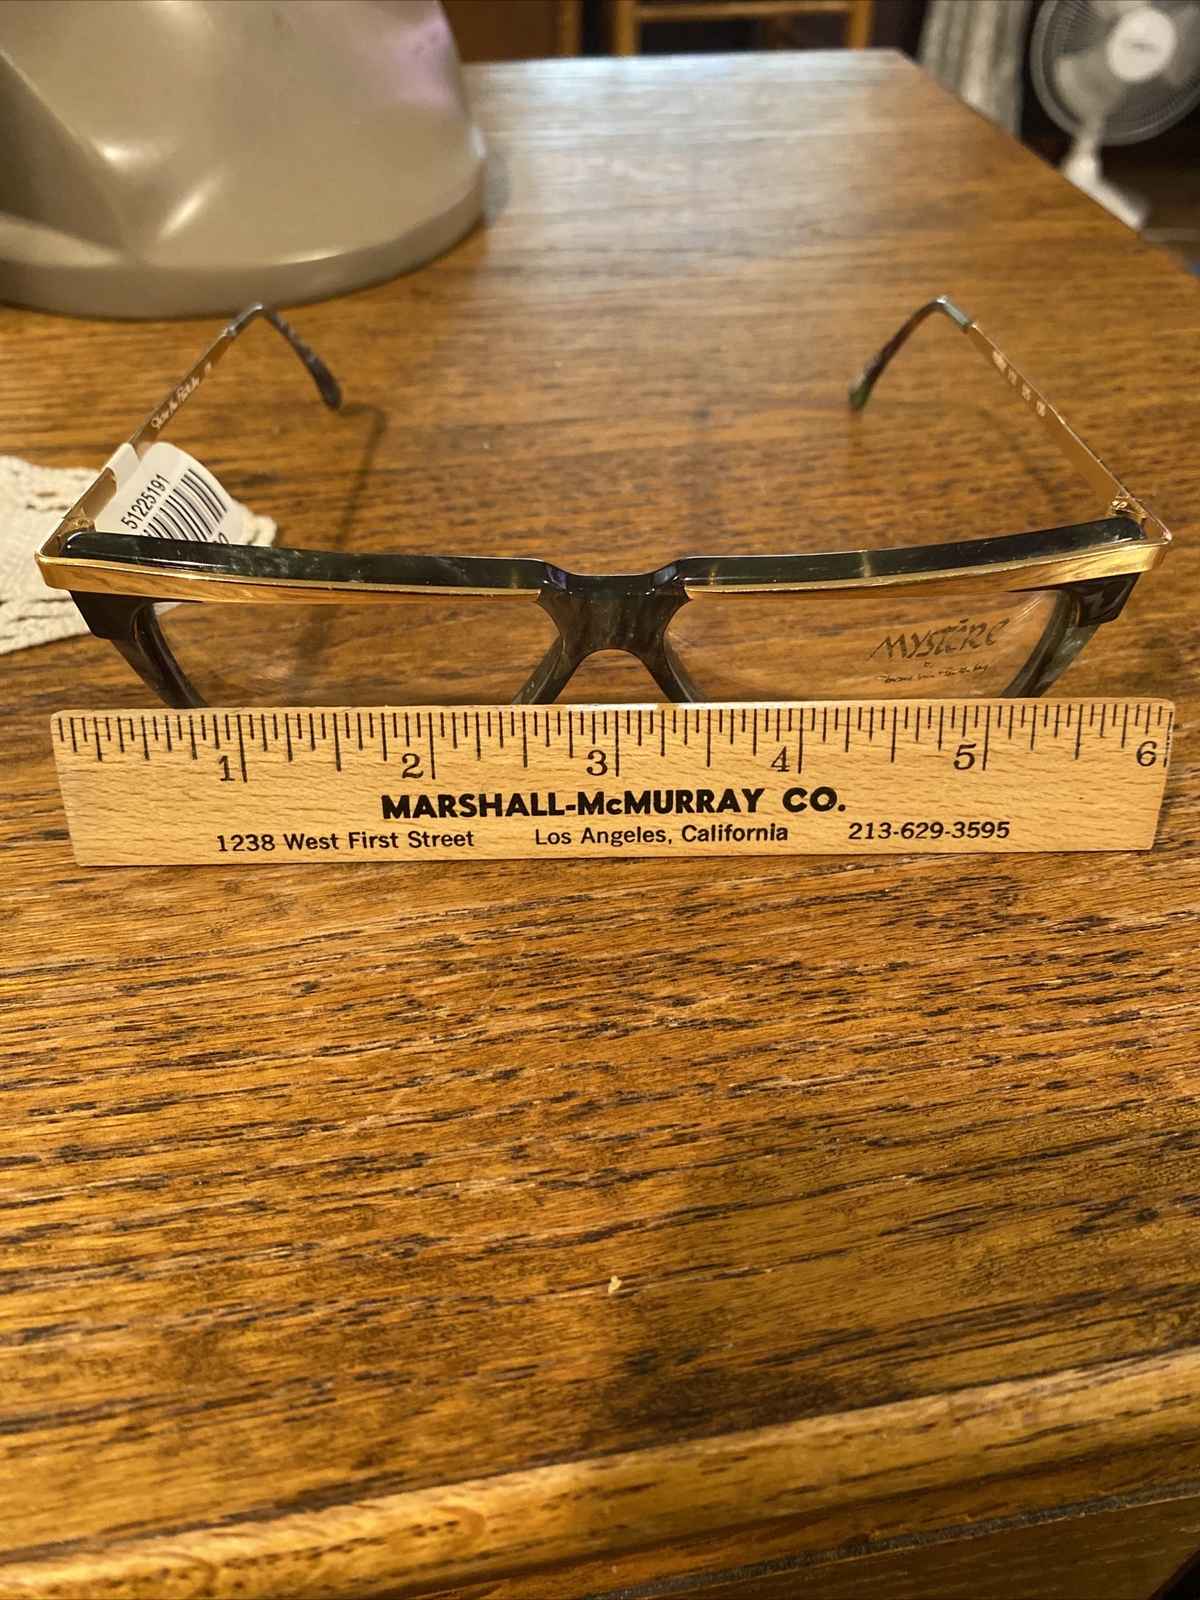 51225191
MYSTÈRE
1 2 3 4 5 6
MARSHALL-McMURRAY CO.
1238 West First Street Los Angeles, California 213-629-3595